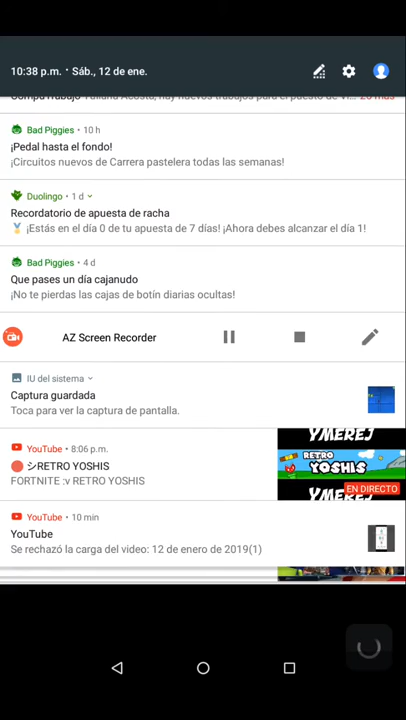 10:38 p.m. · Sáb., 12 de ene.
Bad Piggies • 10 h
¡Pedal hasta el fondo!
¡Circuitos nuevos de Carrera pastelera todas las semanas!
Duolingo • 1 d
Recordatorio de apuesta de racha
🏅 ¡Estás en el día 0 de tu apuesta de 7 días! ¡Ahora debes alcanzar el día 1!
Bad Piggies • 4 d
Que pases un día cajanudo
¡No te pierdas las cajas de botín diarias ocultas!
AZ Screen Recorder
IU del sistema
Captura guardada
Toca para ver la captura de pantalla.
YouTube • 8:06 p.m.
🔴 シRETRO YOSHIS
FORTNITE :v RETRO YOSHIS
YMEREJ
RETRO
YOSHIS
EN DIRECTO
YMEREJ
YouTube • 10 min
YouTube
Se rechazó la carga del video: 12 de enero de 2019(1)